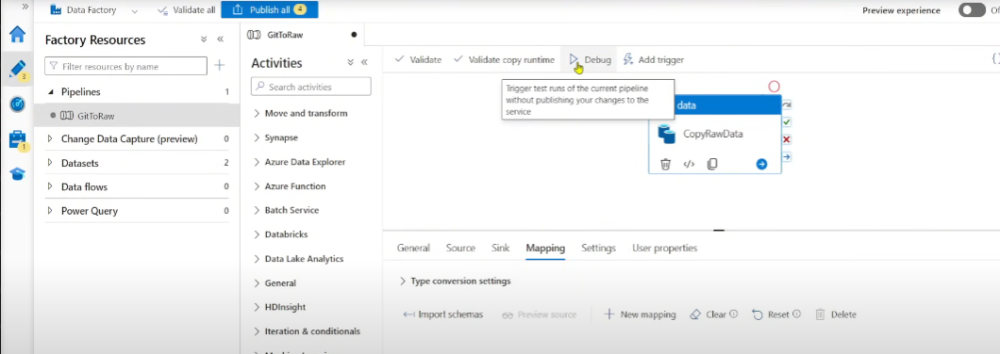 »
Data Factory
Validate all
Publish all 4
Preview experience
Factory Resources
Filter resources by name
Pipelines 1
GitToRaw
Change Data Capture (preview) 0
Datasets 2
Data flows 0
Power Query 0
3
1
GitToRaw
Activities
Search activities
Move and transform
Synapse
Azure Data Explorer
Azure Function
Batch Service
Databricks
Data Lake Analytics
General
HDInsight
Iteration & conditionals
Validate
Validate copy runtime
Debug
Add trigger
Trigger test runs of the current pipeline
without publishing your changes to the
service
data
CopyRawData
General Source Sink Mapping Settings User properties
Type conversion settings
Import schemas
Preview source
New mapping
Clear
Reset
Delete